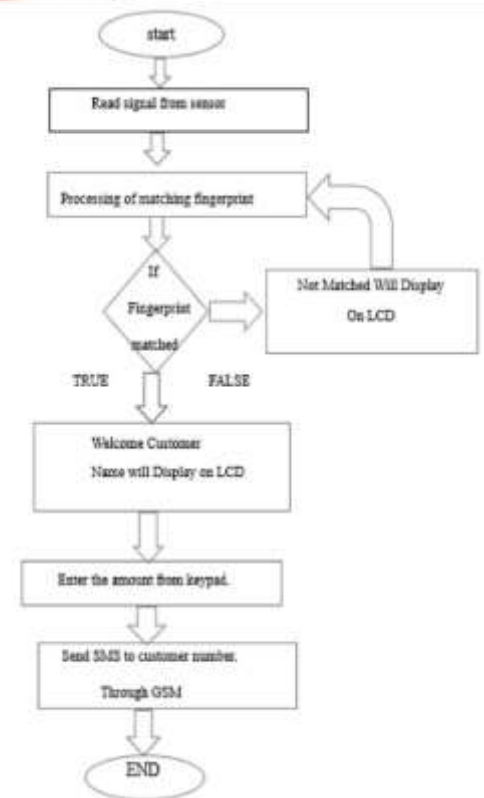 start
Read signal from sensor
Processing of matching fingerprint
If
Fingerprint
matched
Not Matched Will Display
On LCD
TRUE
FALSE
Welcome Customer
Name will Display on LCD
Enter the amount from keypad.
Send SMS to customer number.
Through GSM
END